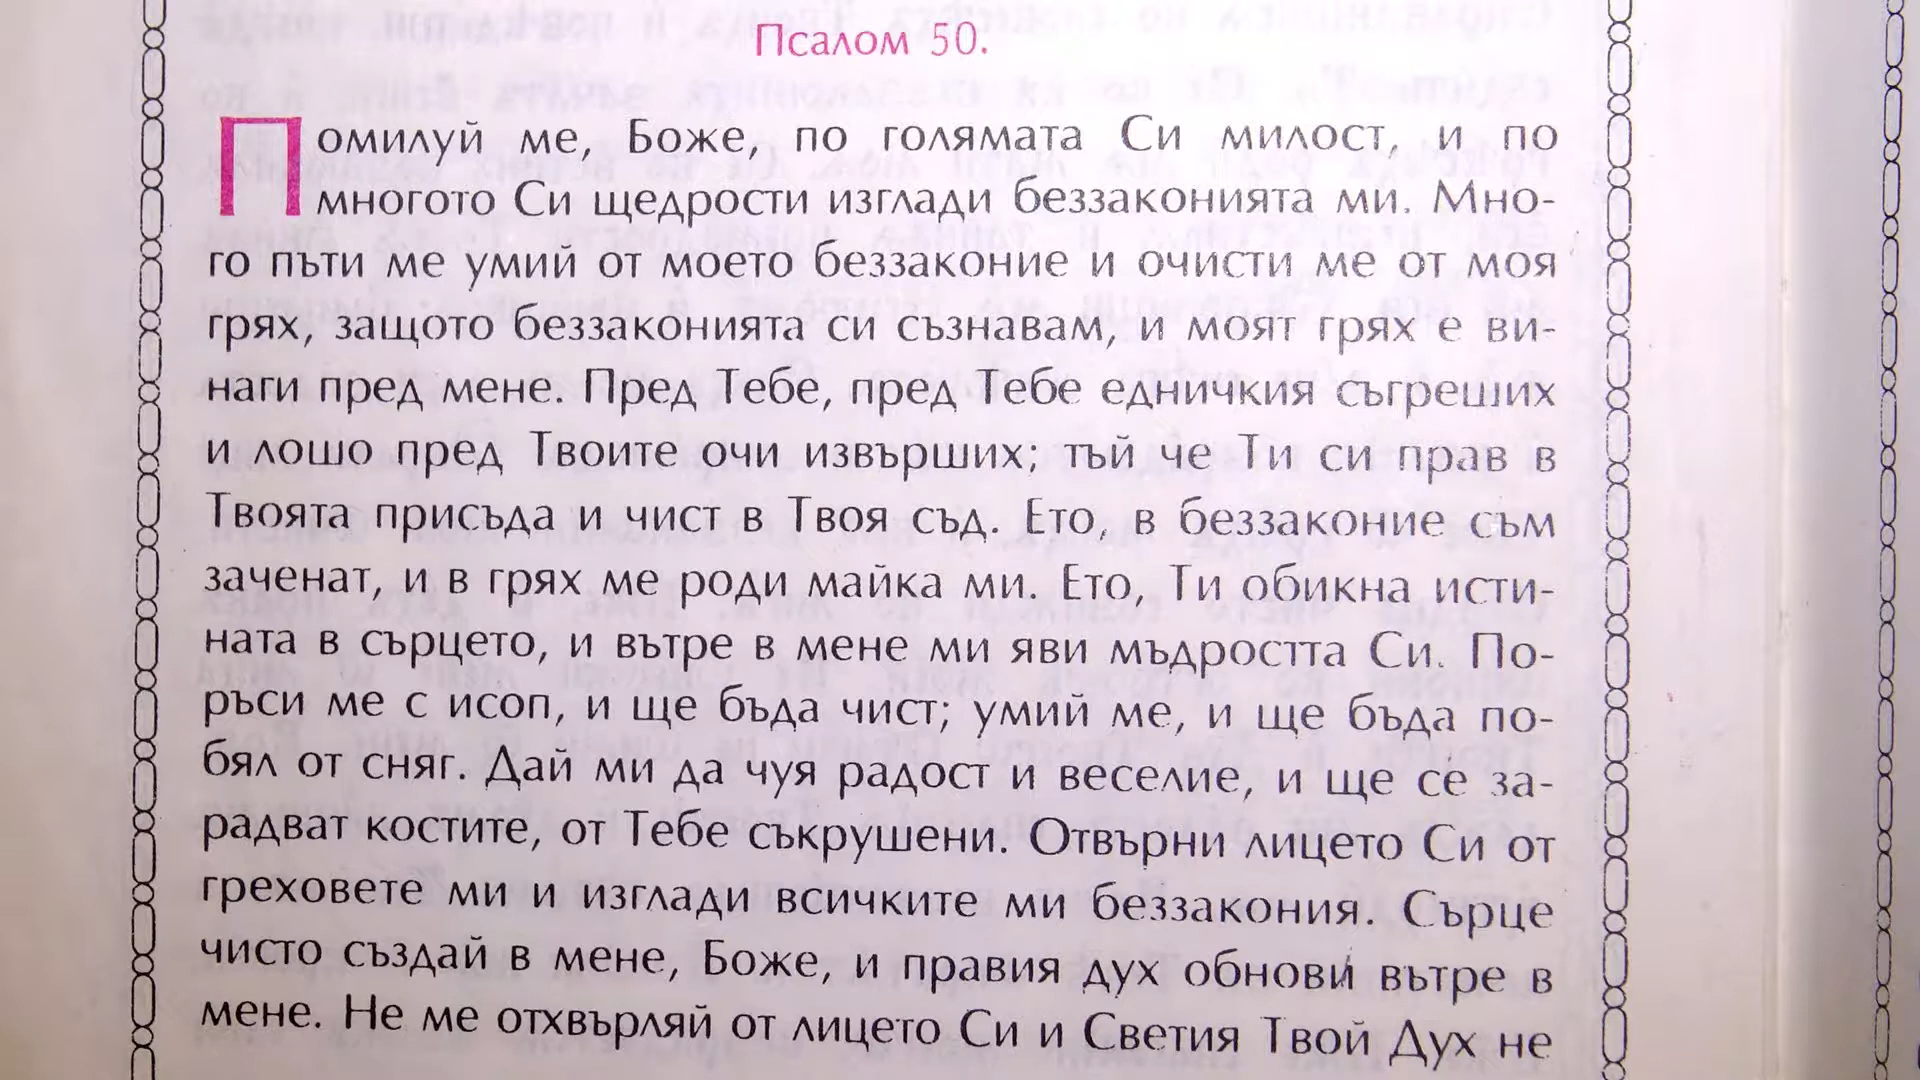 Псалом 50.
Помилуй ме, Боже, по голямата Си милост, и по
многото Си щедрости изглади беззаконията ми. Мно-
го пъти ме умий от моето беззаконие и очисти ме от моя
грях, защото беззаконията си съзнавам, и моят грях е ви-
наги пред мене. Пред Тебе, пред Тебе едничкия съгреших
и лошо пред Твоите очи извърших; тъй че Ти си прав в
Твоята присъда и чист в Твоя съд. Ето, в беззаконие съм
заченат, и в грях ме роди майка ми. Ето, Ти обикна исти-
ната в сърцето, и вътре в мене ми яви мъдростта Си. По-
ръси ме с исоп, и ще бъда чист; умий ме, и ще бъда по-
бял от сняг. Дай ми да чуя радост и веселие, и ще се за-
радват костите, от Тебе съкрушени. Отвърни лицето Си от
греховете ми и изглади всичките ми беззакония. Сърце
чисто създай в мене, Боже, и правия дух обнови вътре в
мене. Не ме отхвърляй от лицето Си и Светия Твой Дух не